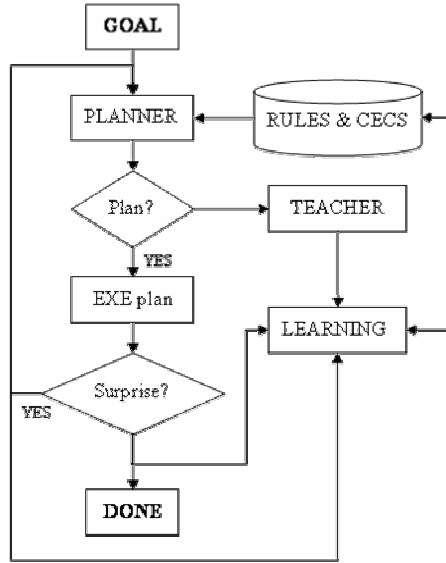 GOAL
PLANNER
RULES & CECS
Plan?
TEACHER
YES
EXE plan
LEARNING
Surprise?
YES
DONE